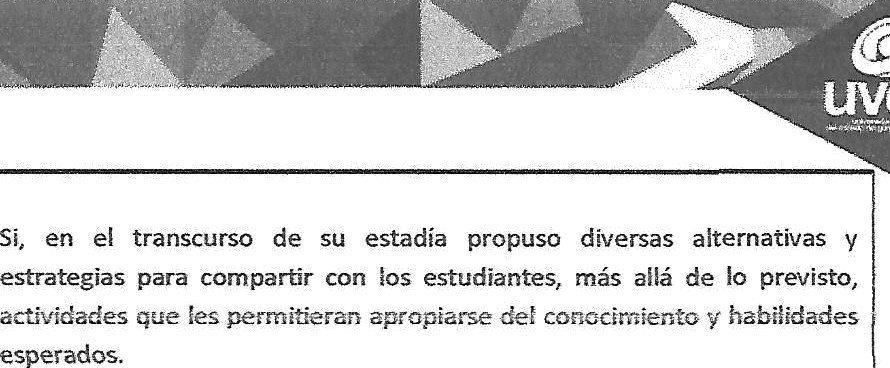 uv
Si, en el transcurso de su estadía propuso diversas alternativas y
estrategias para compartir con los estudiantes, más allá de lo previsto,
actividades que les permitieran apropiarse del conocimiento y habilidades
esperados.